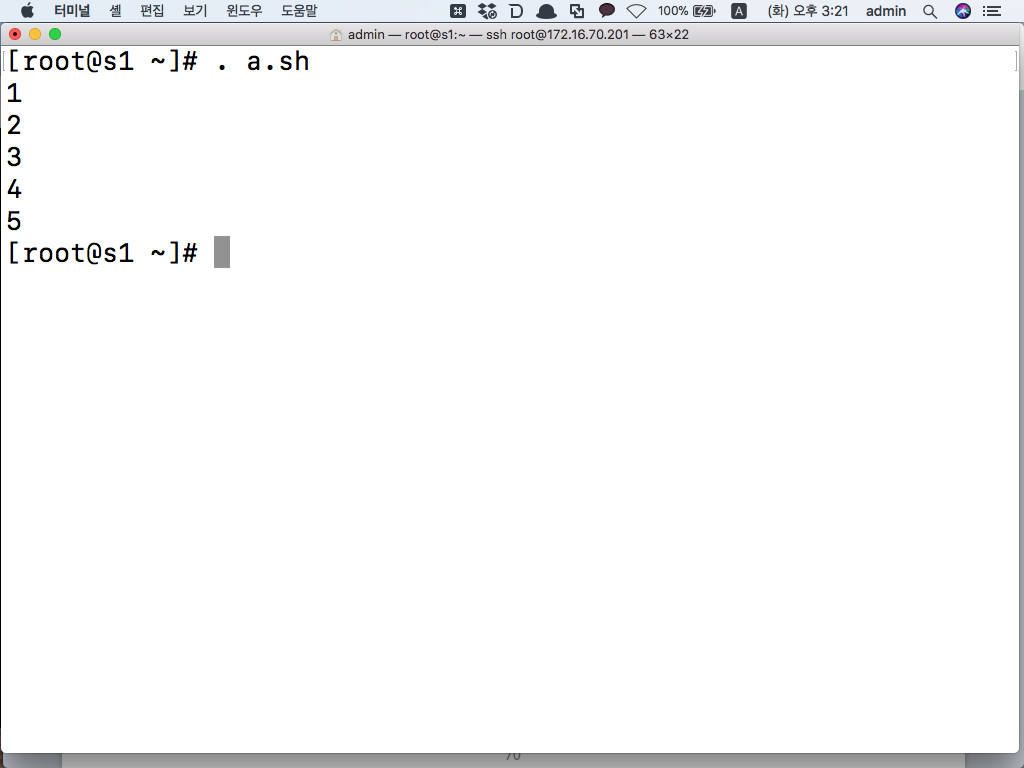 터미널 셸 편집 보기 윈도우 도움말 100% A (화) 오후 3:21 admin
admin — root@s1:~ — ssh root@172.16.70.201 — 63×22
[root@s1 ~]# . a.sh
1
2
3
4
5
[root@s1 ~]#